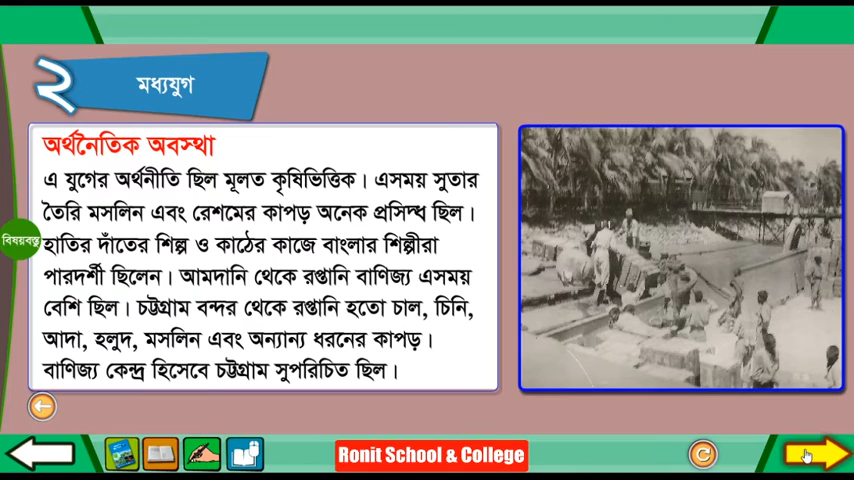 ২
মধ্যযুগ
অর্থনৈতিক অবস্থা
এ যুগের অর্থনীতি ছিল মূলত কৃষিভিত্তিক। এসময় সুতার
তৈরি মসলিন এবং রেশমের কাপড় অনেক প্রসিদ্ধ ছিল।
হাতির দাঁতের শিল্প ও কাঠের কাজে বাংলার শিল্পীরা
পারদর্শী ছিলেন। আমদানি থেকে রপ্তানি বাণিজ্য এসময়
বেশি ছিল। চট্টগ্রাম বন্দর থেকে রপ্তানি হতো চাল, চিনি,
আদা, হলুদ, মসলিন এবং অন্যান্য ধরনের কাপড়।
বাণিজ্য কেন্দ্র হিসেবে চট্টগ্রাম সুপরিচিত ছিল।
বিষয়বস্তু
Ronit School & College